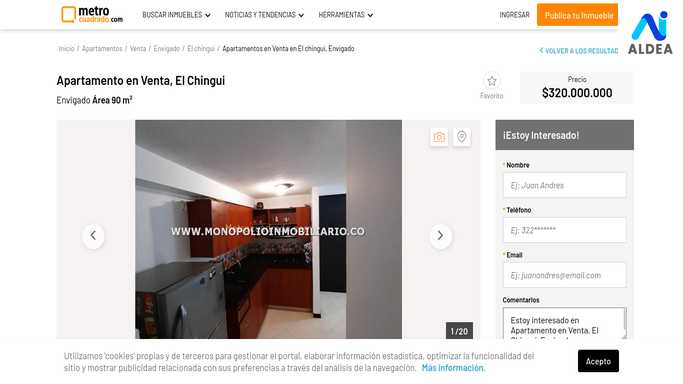 metro
cuadrado.com
BUSCAR INMUEBLES
NOTICIAS Y TENDENCIAS
HERRAMIENTAS
INGRESAR
Publica tu Inmueble
ALDEA
Inicio / Apartamentos / Venta / Envigado / El chingui / Apartamentos en Venta en El chingui, Envigado
VOLVER A LOS RESULTAD
Apartamento en Venta, El Chingui
Envigado Área 90 m²
Favorito
Precio
$320.000.000
WWW.MONOPOLIOINMOBILIARIO.CO
1 / 20
¡Estoy Interesado!
* Nombre
Ej: Juan Andres
* Teléfono
Ej: 322*******
* Email
Ej: juanandres@email.com
Comentarios
Estoy interesado en
Apartamento en Venta, El
Utilizamos 'cookies' propias y de terceros para gestionar el portal, elaborar información estadística, optimizar la funcionalidad del
sitio y mostrar publicidad relacionada con sus preferencias a través del análisis de la navegación. Más información.
Acepto